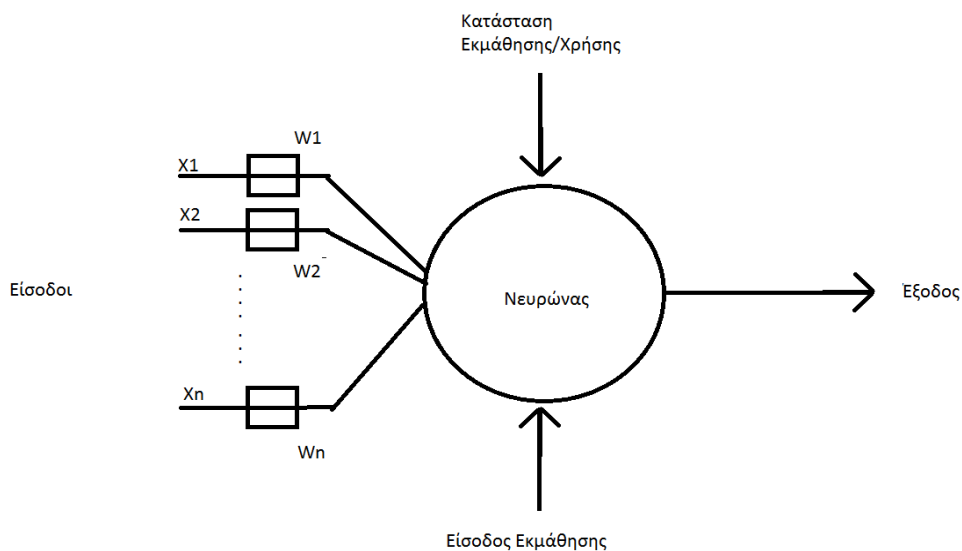 Κατάσταση
Εκμάθησης/Χρήσης
W1
X1
X2
W2
Είσοδοι
Νευρώνας
Έξοδος
Xn
Wn
Είσοδος Εκμάθησης